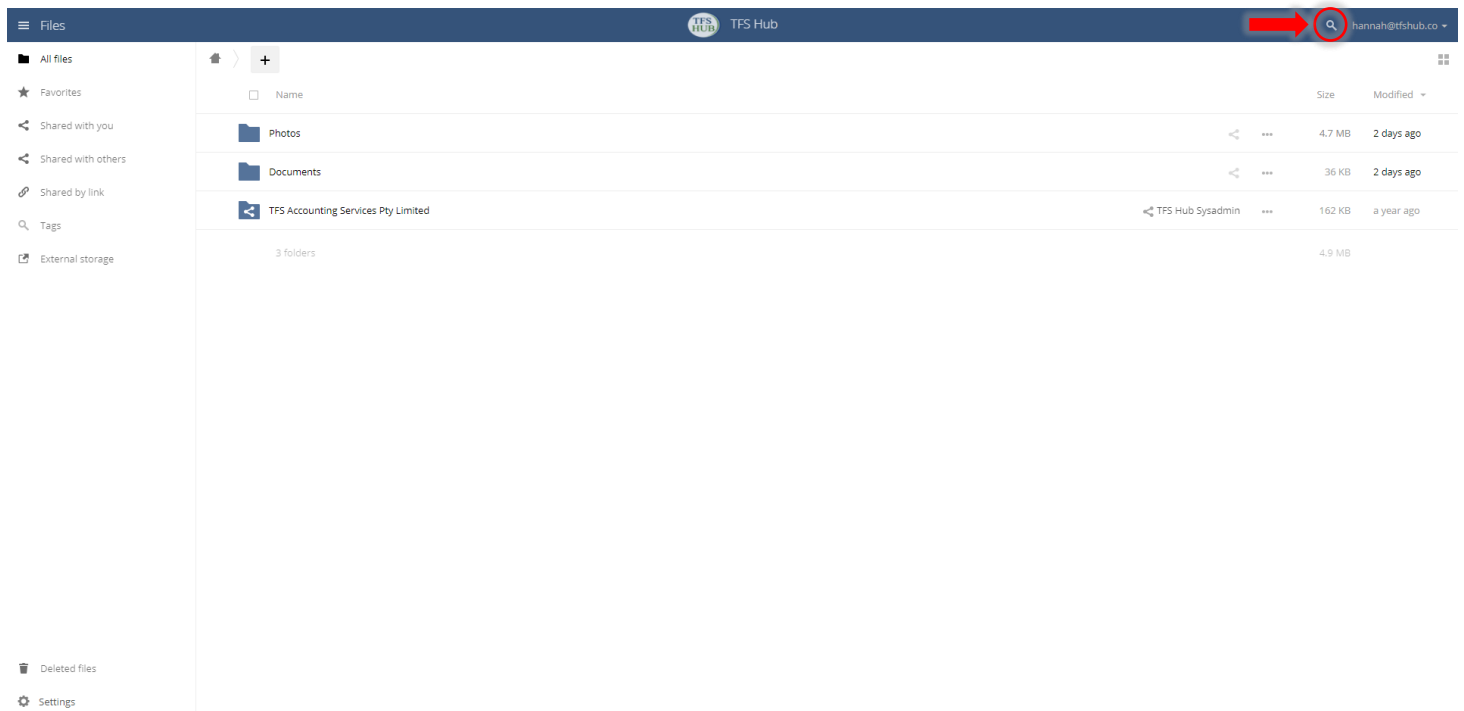 Files
TFS HUB
TFS Hub
hannah@tfshub.co
All files
Favorites
Shared with you
Shared with others
Shared by link
Tags
External storage
Deleted files
Settings
+
Name
Size
Modified
Photos
4.7 MB
2 days ago
Documents
36 KB
2 days ago
TFS Accounting Services Pty Limited
TFS Hub Sysadmin
162 KB
a year ago
3 folders
4.9 MB